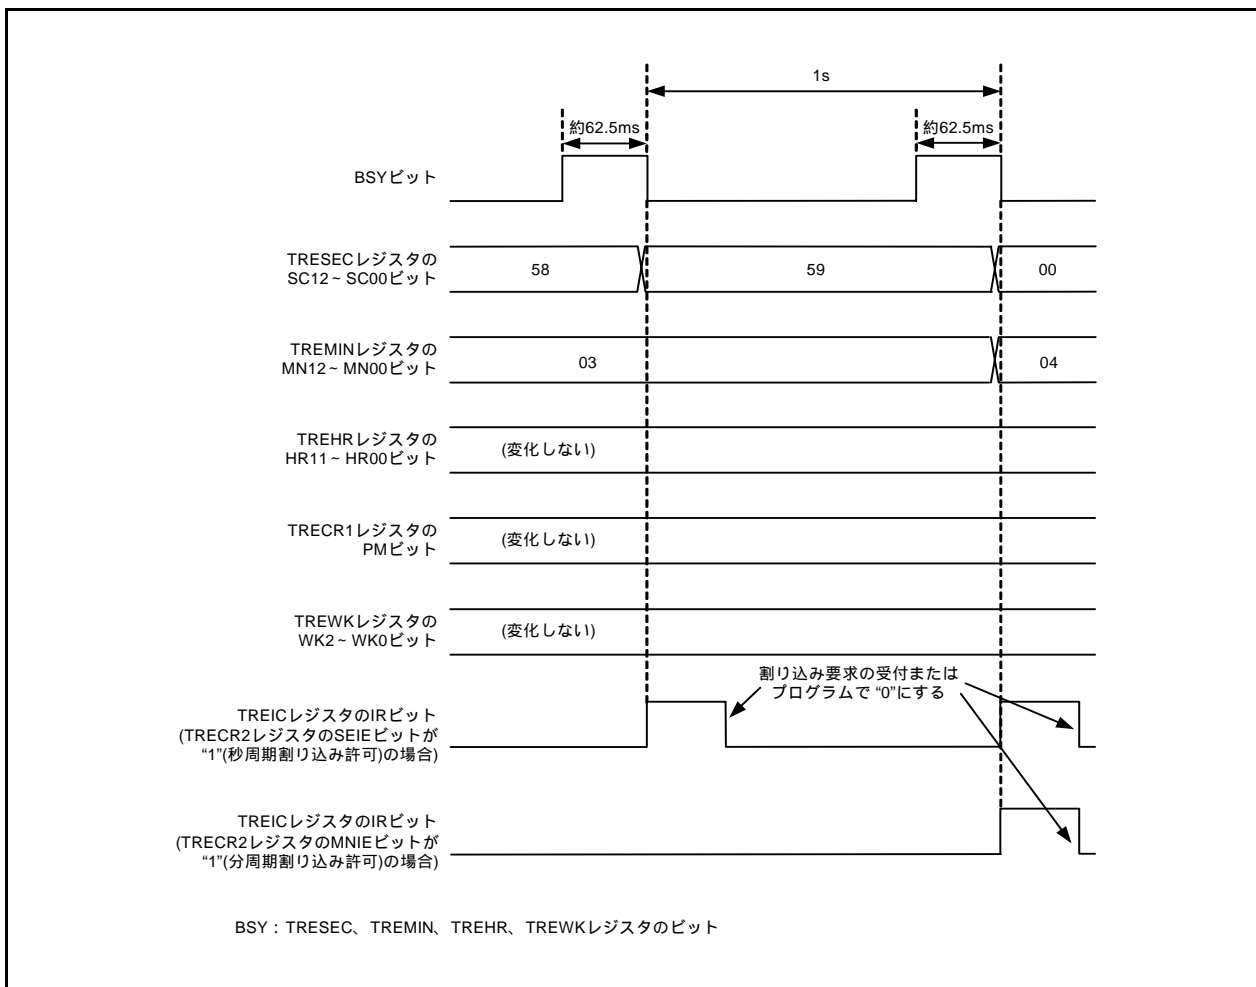 1s
約62.5ms
約62.5ms
BSYビット
TRESECレジスタの
SC12~SC00ビット
58
59
00
TREMINレジスタの
MN12~MN00ビット
03
04
TREHRレジスタの
HR11~HR00ビット
(変化しない)
TRECR1レジスタの
PMビット
(変化しない)
TREWKレジスタの
WK2~WK0ビット
(変化しない)
割り込み要求の受付または
プログラムで “0”にする
TREICレジスタのIRビット
(TRECR2レジスタのSEIEビットが
“1”(秒周期割り込み許可)の場合)
TREICレジスタのIRビット
(TRECR2レジスタのMNIEビットが
“1”(分周期割り込み許可)の場合)
BSY:TRESEC、TREMIN、TREHR、TREWKレジスタのビット